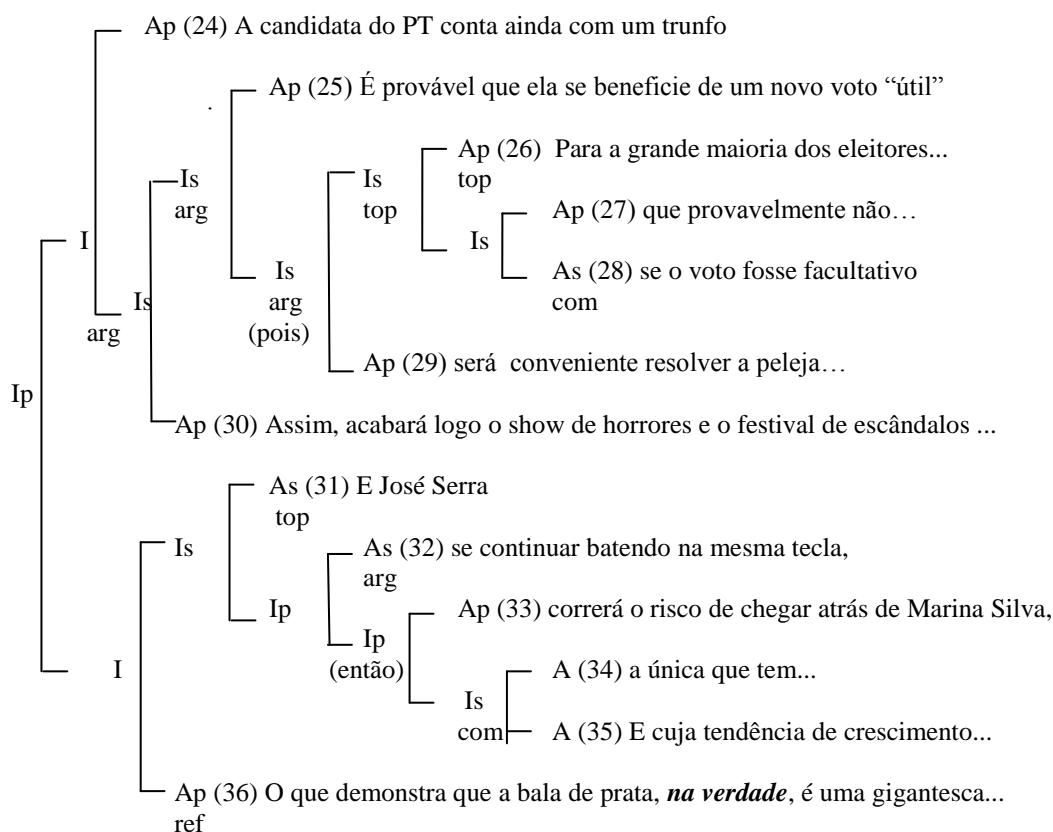 Ap (24) A candidata do PT conta ainda com um trunfo
Ap (25) É provável que ela se beneficie de um novo voto “útil”
.
Ap (26) Para a grande maioria dos eleitores...
top
Is
arg
Is
top
Ap (27) que provavelmente não…
Is
I
As (28) se o voto fosse facultativo
com
Is
arg
(pois)
Is
arg
Ap (29) será conveniente resolver a peleja…
Ip
Ap (30) Assim, acabará logo o show de horrores e o festival de escândalos ...
As (31) E José Serra
top
Is
As (32) se continuar batendo na mesma tecla,
arg
Ip
Ap (33) correrá o risco de chegar atrás de Marina Silva,
Ip
(então)
I
A (34) a única que tem...
Is
com
A (35) E cuja tendência de crescimento...
Ap (36) O que demonstra que a bala de prata, na verdade, é uma gigantesca...
ref